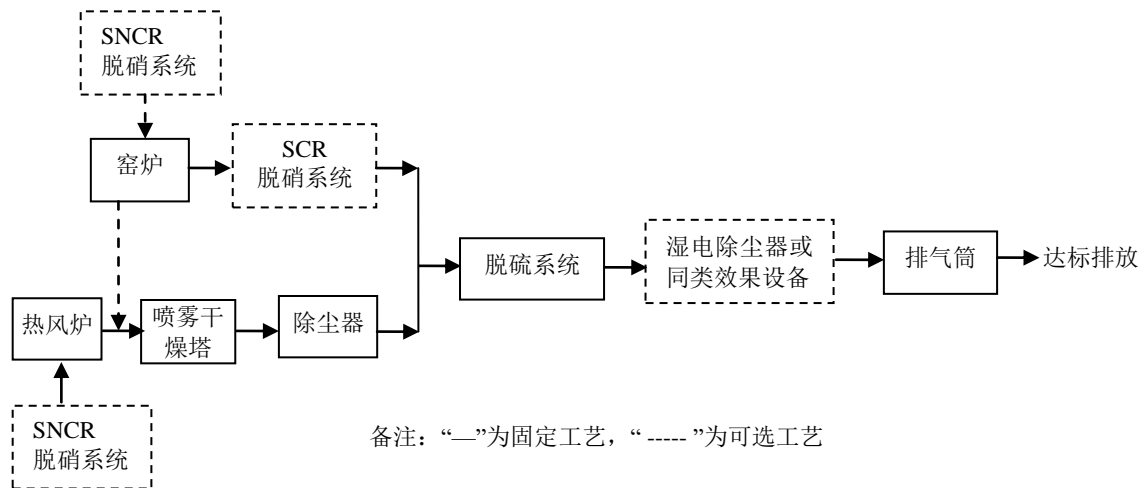 SNCR
脱硝系统
窑炉
SCR
脱硝系统
脱硫系统
湿电除尘器或
同类效果设备
排气筒
达标排放
热风炉
喷雾干
燥塔
除尘器
SNCR
脱硝系统
备注：“—”为固定工艺，“ ----- ”为可选工艺